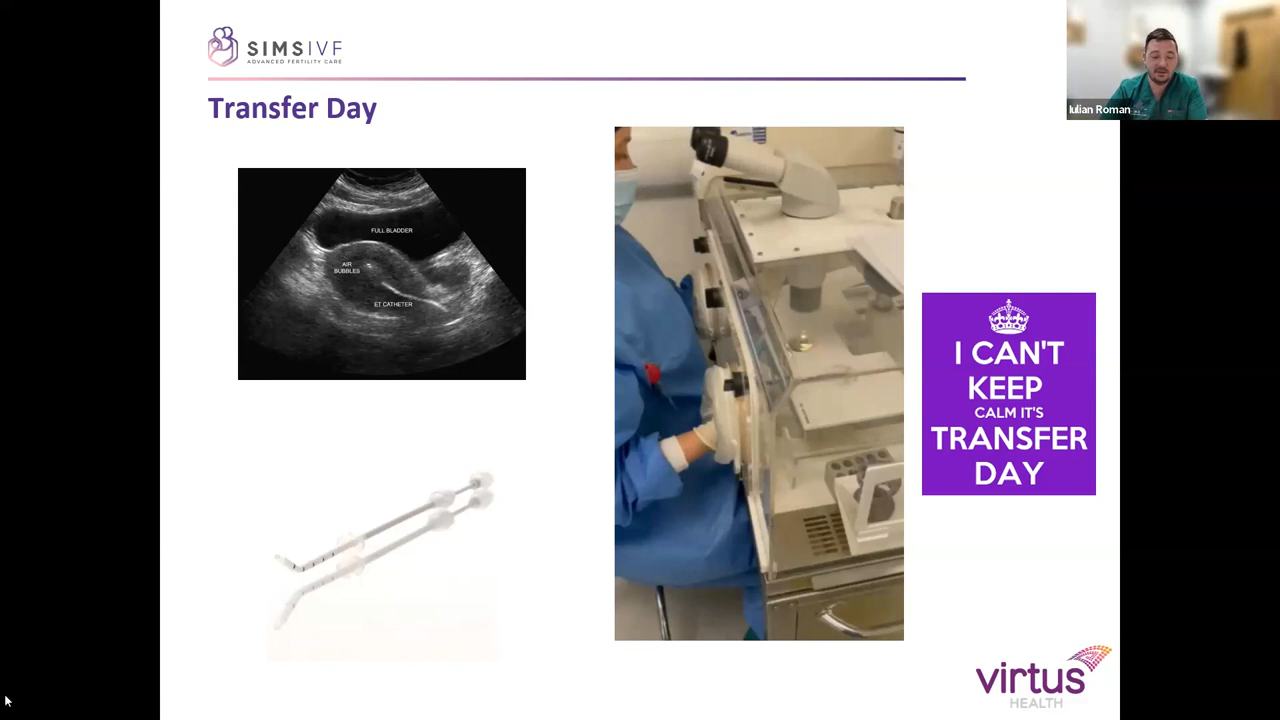 SIMSIVF
ADVANCED FERTILITY CARE
Iulian Roman
Transfer Day
FULL BLADDER
AIR
BUBBLES
ET CATHETER
I CAN'T
KEEP
CALM IT'S
TRANSFER
DAY
virtus
HEALTH